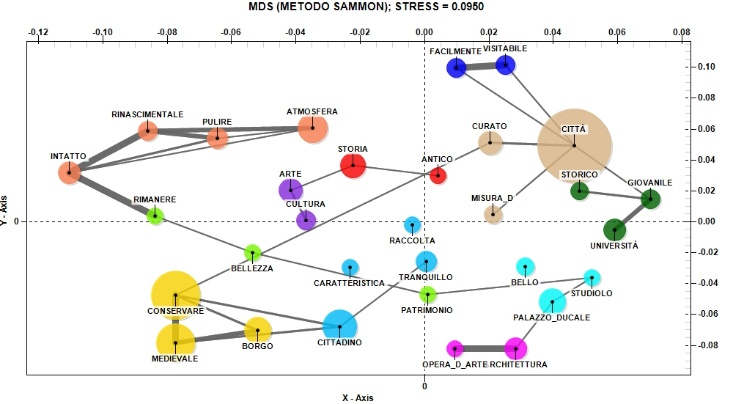 MDS (METODO SAMMON); STRESS = 0.0950
-0.12 -0.10 -0.08 -0.06 -0.04 -0.02 0.00 0.02 0.04 0.06 0.08
FACILMENTE VISITABILE
0.10
0.08
RINASCIMENTALE PULIRE ATMOSFERA
CURATO CITTÀ
0.06
INTATTO STORIA ANTICO
0.04
ARTE STORICO GIOVANILE
0.02
RIMANERE CULTURA MISURA_D
Y - Axis 0 0.00
RACCOLTA UNIVERSITÀ
-0.02
BELLEZZA CARATTERISTICA TRANQUILLO BELLO STUDIOLO
-0.04
CONSERVARE PATRIMONIO PALAZZO_DUCALE
-0.06
MEDIEVALE BORGO CITTADINO
-0.08
OPERA_D_ARTE RCHITETTURA
0
X - Axis